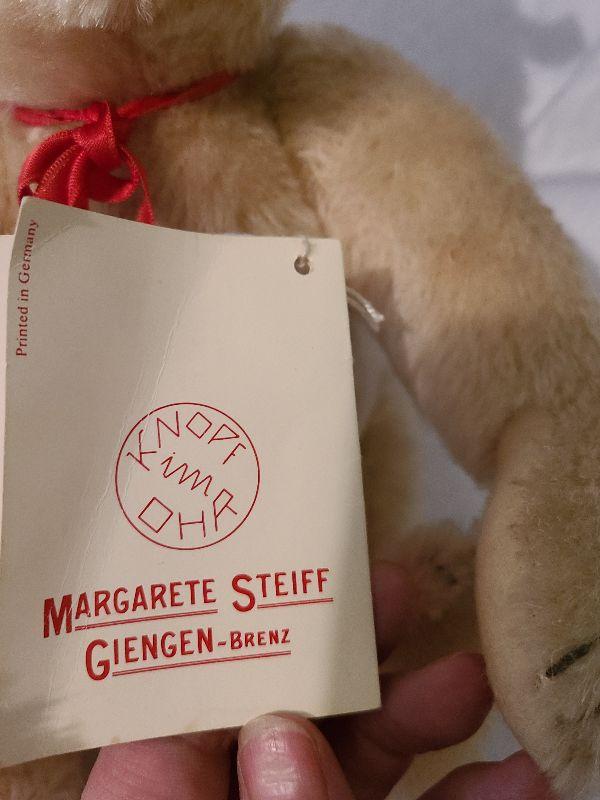 Printed in Germany
KNOPF
im
OHR
MARGARETE STEIFF
GIENGEN-BRENZ